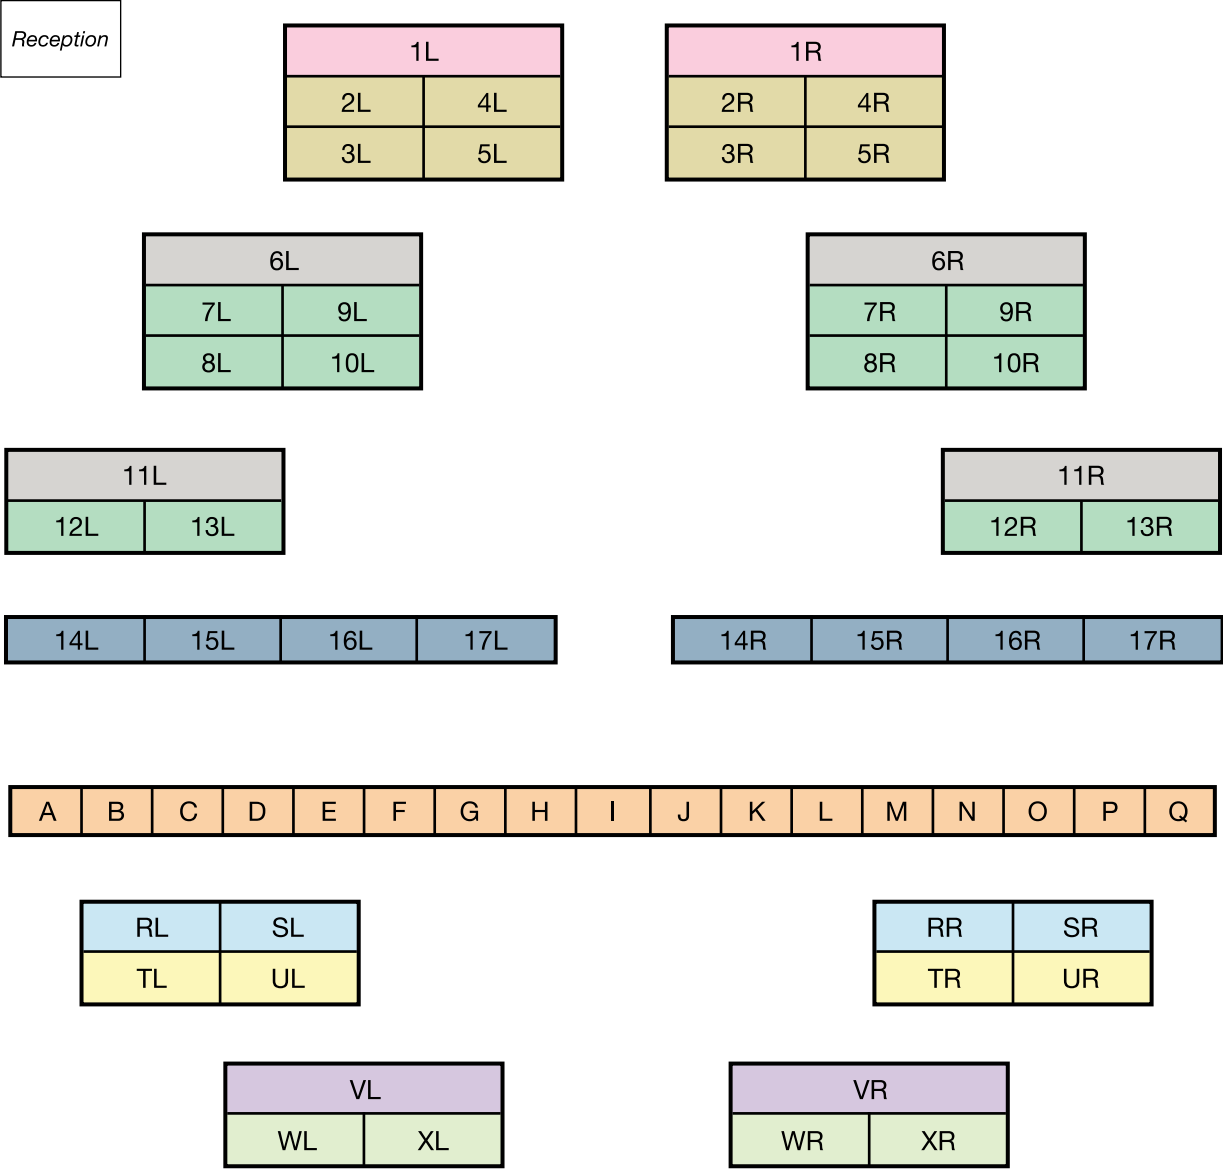 Reception
1L 1R
2L 4L 2R 4R
3L 5L 3R 5R
6L 6R
7L 9L 7R 9R
8L 10L 8R 10R
11L 11R
12L 13L 12R 13R
14L 15L 16L 17L 14R 15R 16R 17R
A B C D E F G H I J K L M N O P Q
RL SL RR SR
TL UL TR UR
VL VR
WL XL WR XR